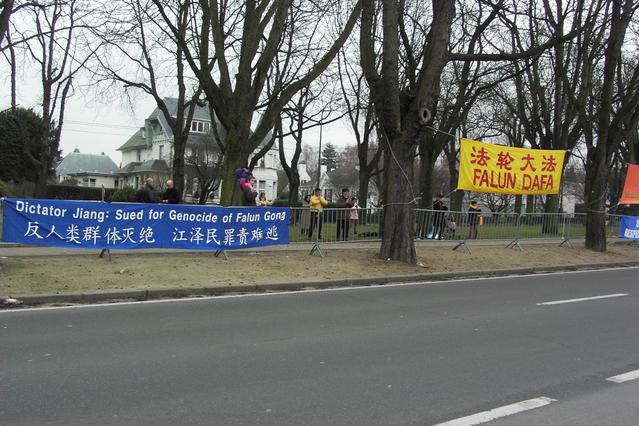 Dictator Jiang: Sued for Genocide of Falun Gong
反人类群体灭绝 江泽民罪责难逃
法轮大法
FALUN DAFA